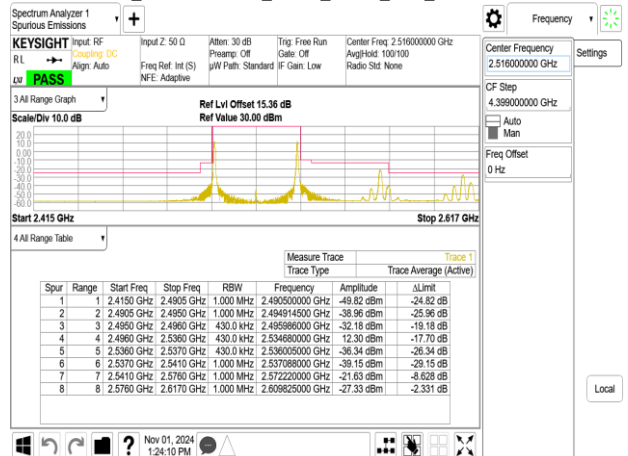 Spectrum Analyzer 1
Spurious Emissions
Frequency
KEYSIGHT Input: RF
RL
Coupling: DC
Align: Auto
LXI PASS
Input Z: 50 Ω
Freq Ref: Int (S)
NFE: Adaptive
Atten: 30 dB
Preamp: Off
µW Path: Standard
Trig: Free Run
Gate: Off
IF Gain: Low
Center Freq: 2.516000000 GHz
Avg|Hold: 100/100
Radio Std: None
Center Frequency
2.516000000 GHz
Settings
CF Step
4.399000000 GHz
Auto
Man
Freq Offset
0 Hz
Local
3 All Range Graph
Scale/Div 10.0 dB
Ref Lvl Offset 15.36 dB
Ref Value 30.00 dBm
20.0
10.0
0.00
-10.0
-20.0
-30.0
-40.0
-50.0
-60.0
Start 2.415 GHz
Stop 2.617 GHz
4 All Range Table
Measure Trace Trace 1
Trace Type Trace Average (Active)
Spur Range Start Freq Stop Freq RBW Frequency Amplitude ∆Limit
1 1 2.4150 GHz 2.4905 GHz 1.000 MHz 2.490500000 GHz -49.82 dBm -24.82 dB
2 2 2.4905 GHz 2.4950 GHz 1.000 MHz 2.494914500 GHz -38.96 dBm -25.96 dB
3 3 2.4950 GHz 2.4960 GHz 430.0 kHz 2.495986000 GHz -32.18 dBm -19.18 dB
4 4 2.4960 GHz 2.5360 GHz 430.0 kHz 2.534680000 GHz 12.30 dBm -17.70 dB
5 5 2.5360 GHz 2.5370 GHz 430.0 kHz 2.536005000 GHz -36.34 dBm -26.34 dB
6 6 2.5370 GHz 2.5410 GHz 1.000 MHz 2.537088000 GHz -39.15 dBm -29.15 dB
7 7 2.5410 GHz 2.5760 GHz 1.000 MHz 2.572220000 GHz -21.63 dBm -8.628 dB
8 8 2.5760 GHz 2.6170 GHz 1.000 MHz 2.609825000 GHz -27.33 dBm -2.331 dB
Nov 01, 2024
1:24:10 PM